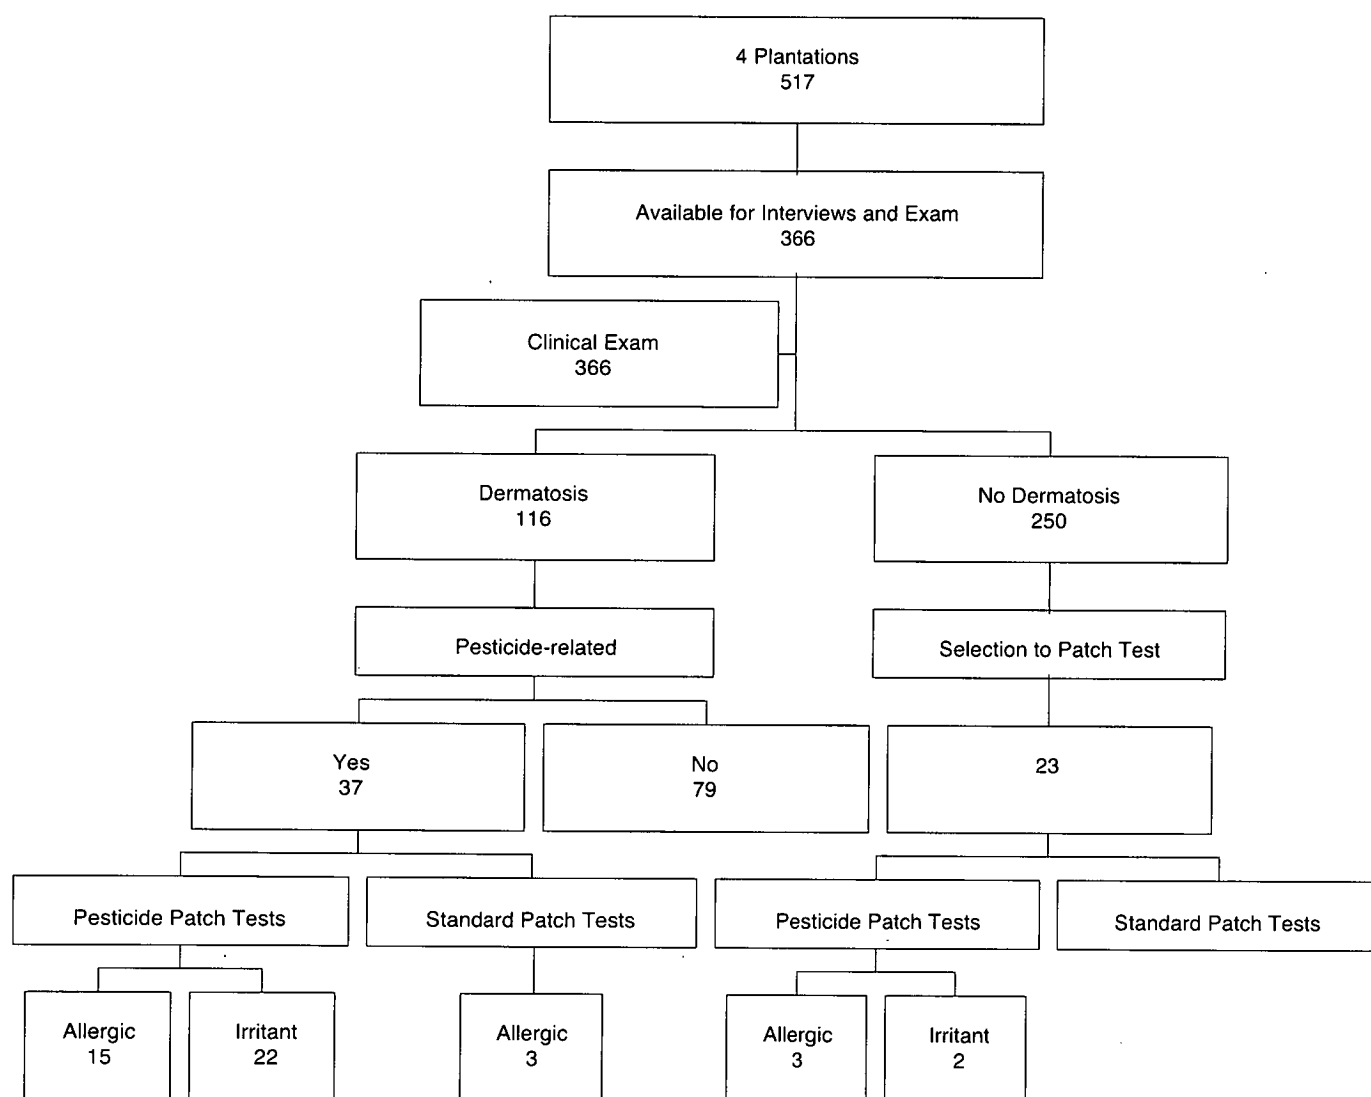 4 Plantations
517
Available for Interviews and Exam
366
Clinical Exam
366
Dermatosis
116
No Dermatosis
250
Pesticide-related
Selection to Patch Test
Yes
37
No
79
23
Pesticide Patch Tests
Standard Patch Tests
Pesticide Patch Tests
Standard Patch Tests
Allergic
15
Irritant
22
Allergic
3
Allergic
3
Irritant
2